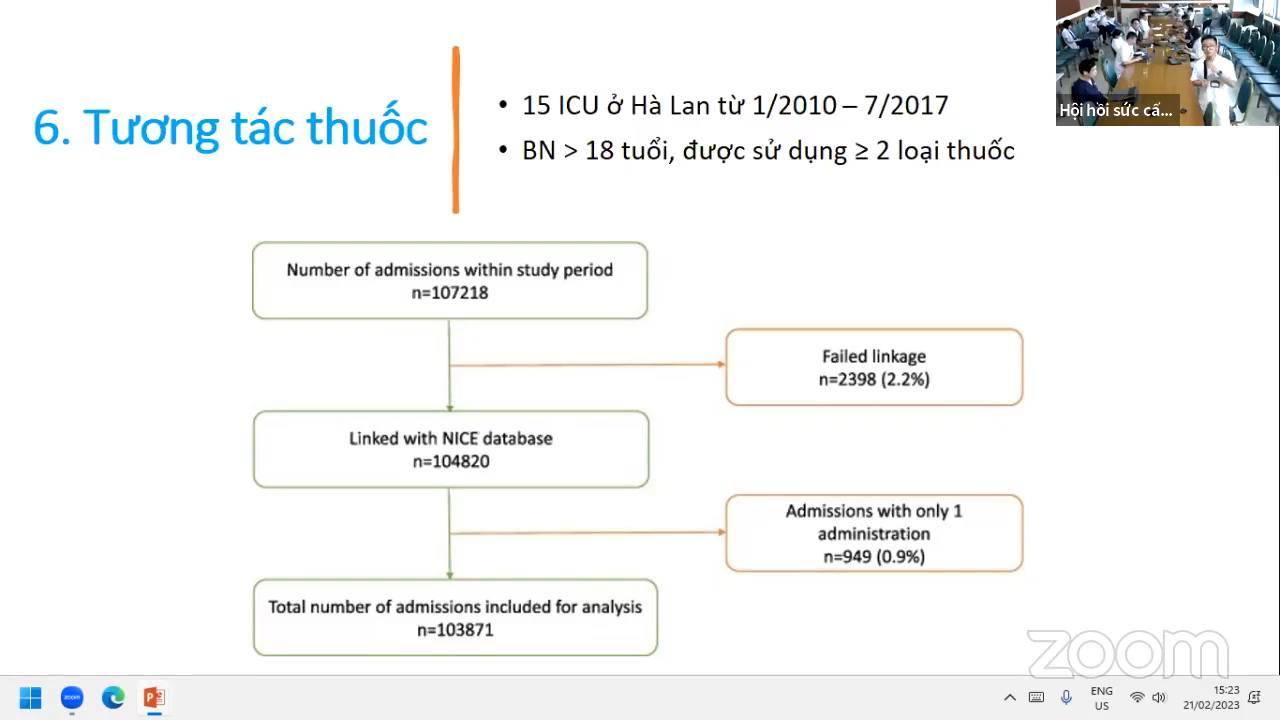 6. Tương tác thuốc
• 15 ICU ở Hà Lan từ 1/2010 – 7/2017
• BN > 18 tuổi, được sử dụng ≥ 2 loại thuốc
Hội hồi sức cấ...
Number of admissions within study period
n=107218
Failed linkage
n=2398 (2.2%)
Linked with NICE database
n=104820
Admissions with only 1
administration
n=949 (0.9%)
Total number of admissions included for analysis
n=103871
zoom
zoom
ENG
US
15:23
21/02/2023